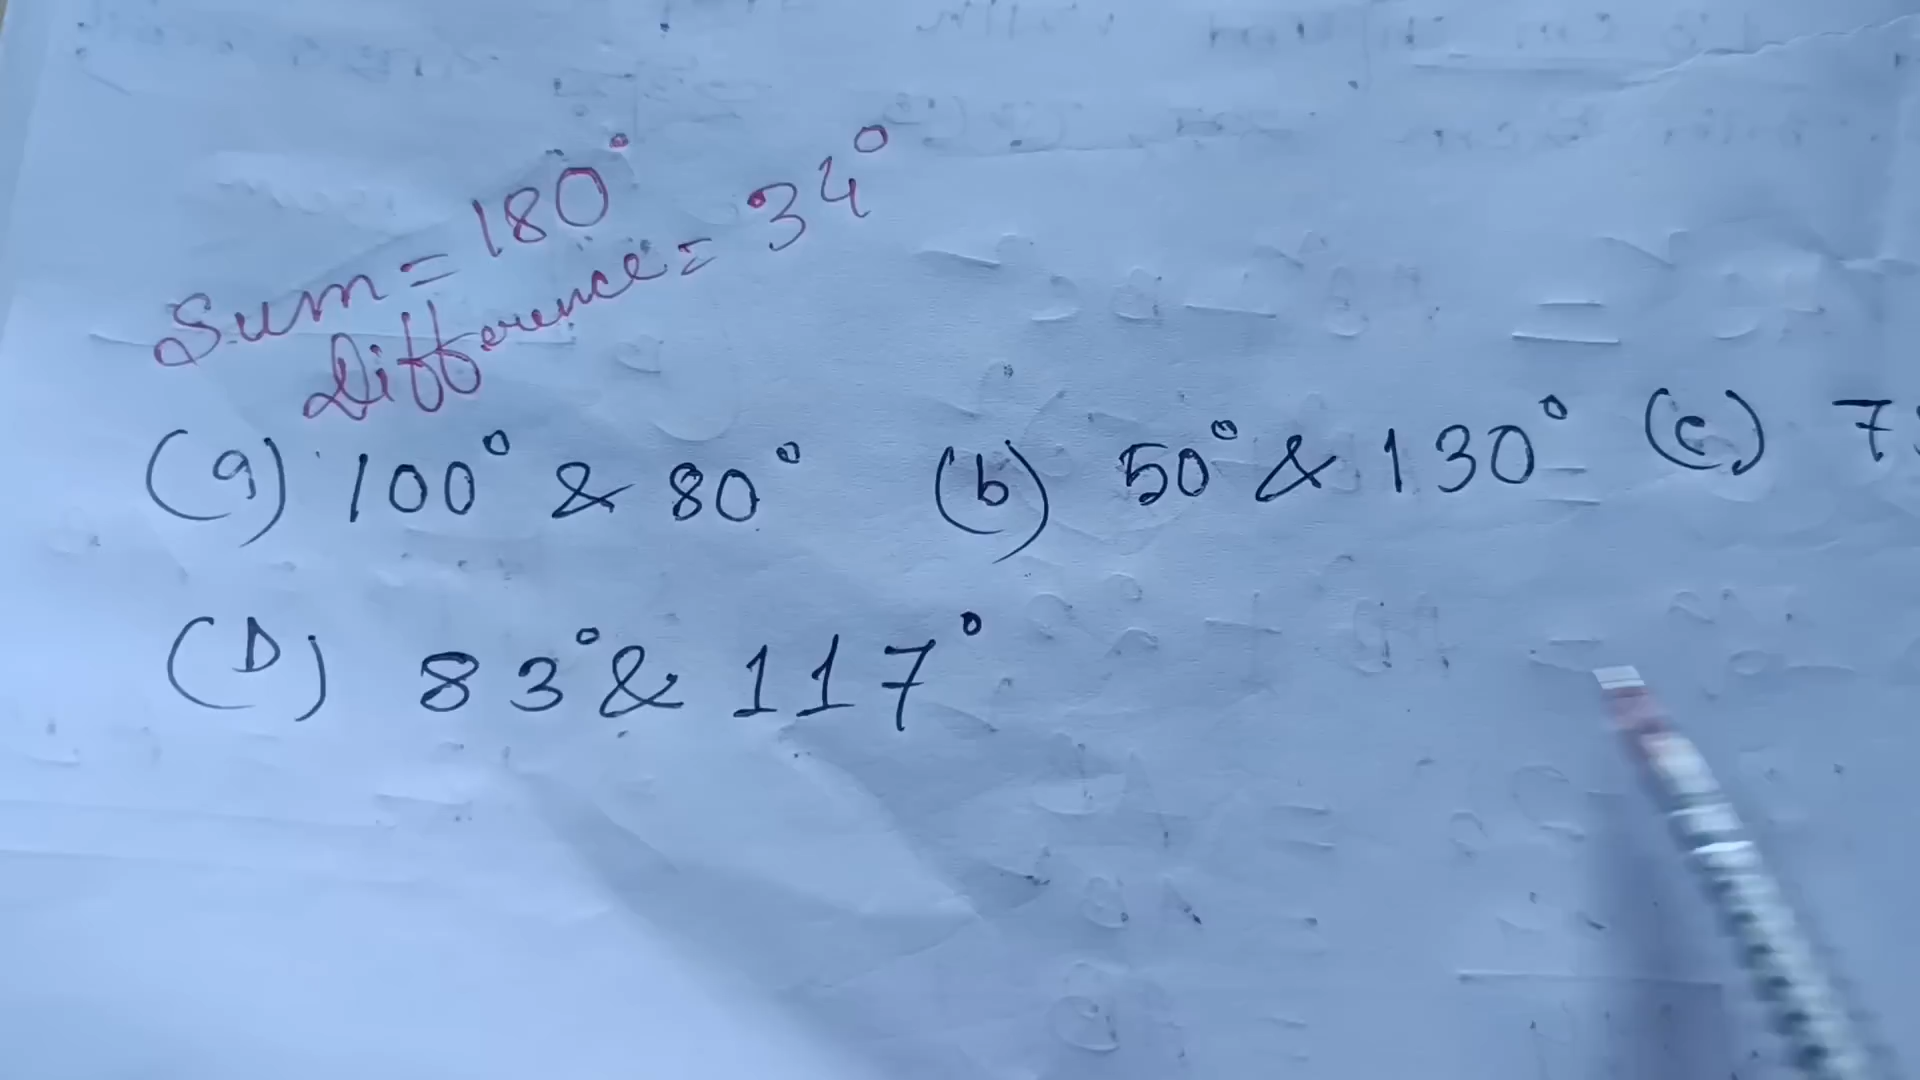 Sum = 180°
Difference = 34°
(a) 100° & 80° (b) 50° & 130° (c) 7
(D) 83° & 117°